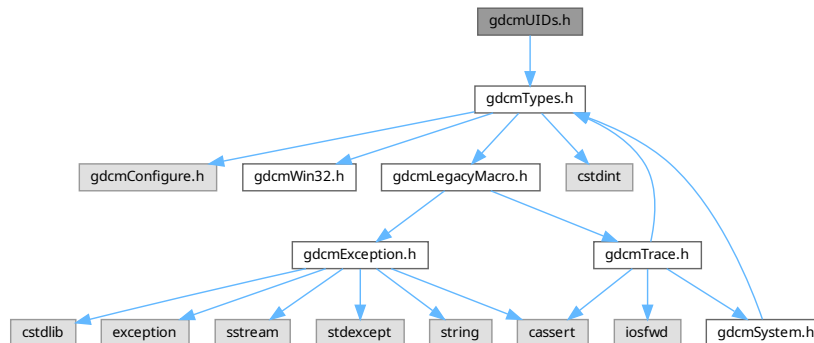 gdcmUIDs.h
gdcmTypes.h
gdcmConfigure.h
gdcmWin32.h
gdcmLegacyMacro.h
cstdint
gdcmException.h
gdcmTrace.h
cstdlib
exception
sstream
stdexcept
string
cassert
iosfwd
gdcmSystem.h